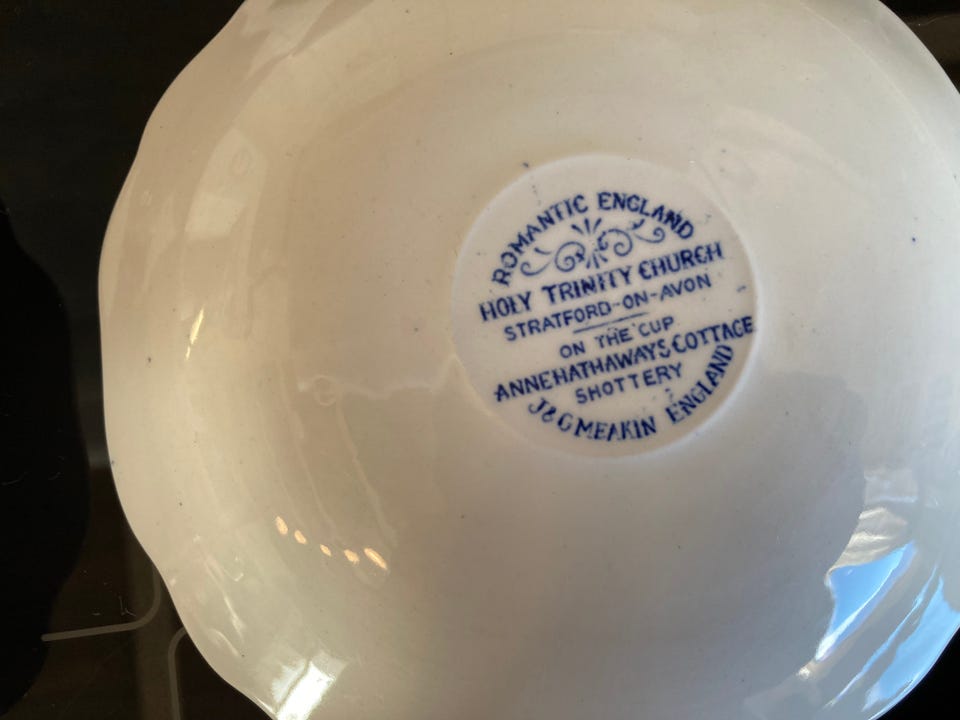 ROMANTIC ENGLAND
HOLY TRINITY CHURCH
STRATFORD-ON-AVON
ON THE CUP
ANNE HATHAWAYS COTTAGE
SHOTTERY
J&G MEAKIN ENGLAND